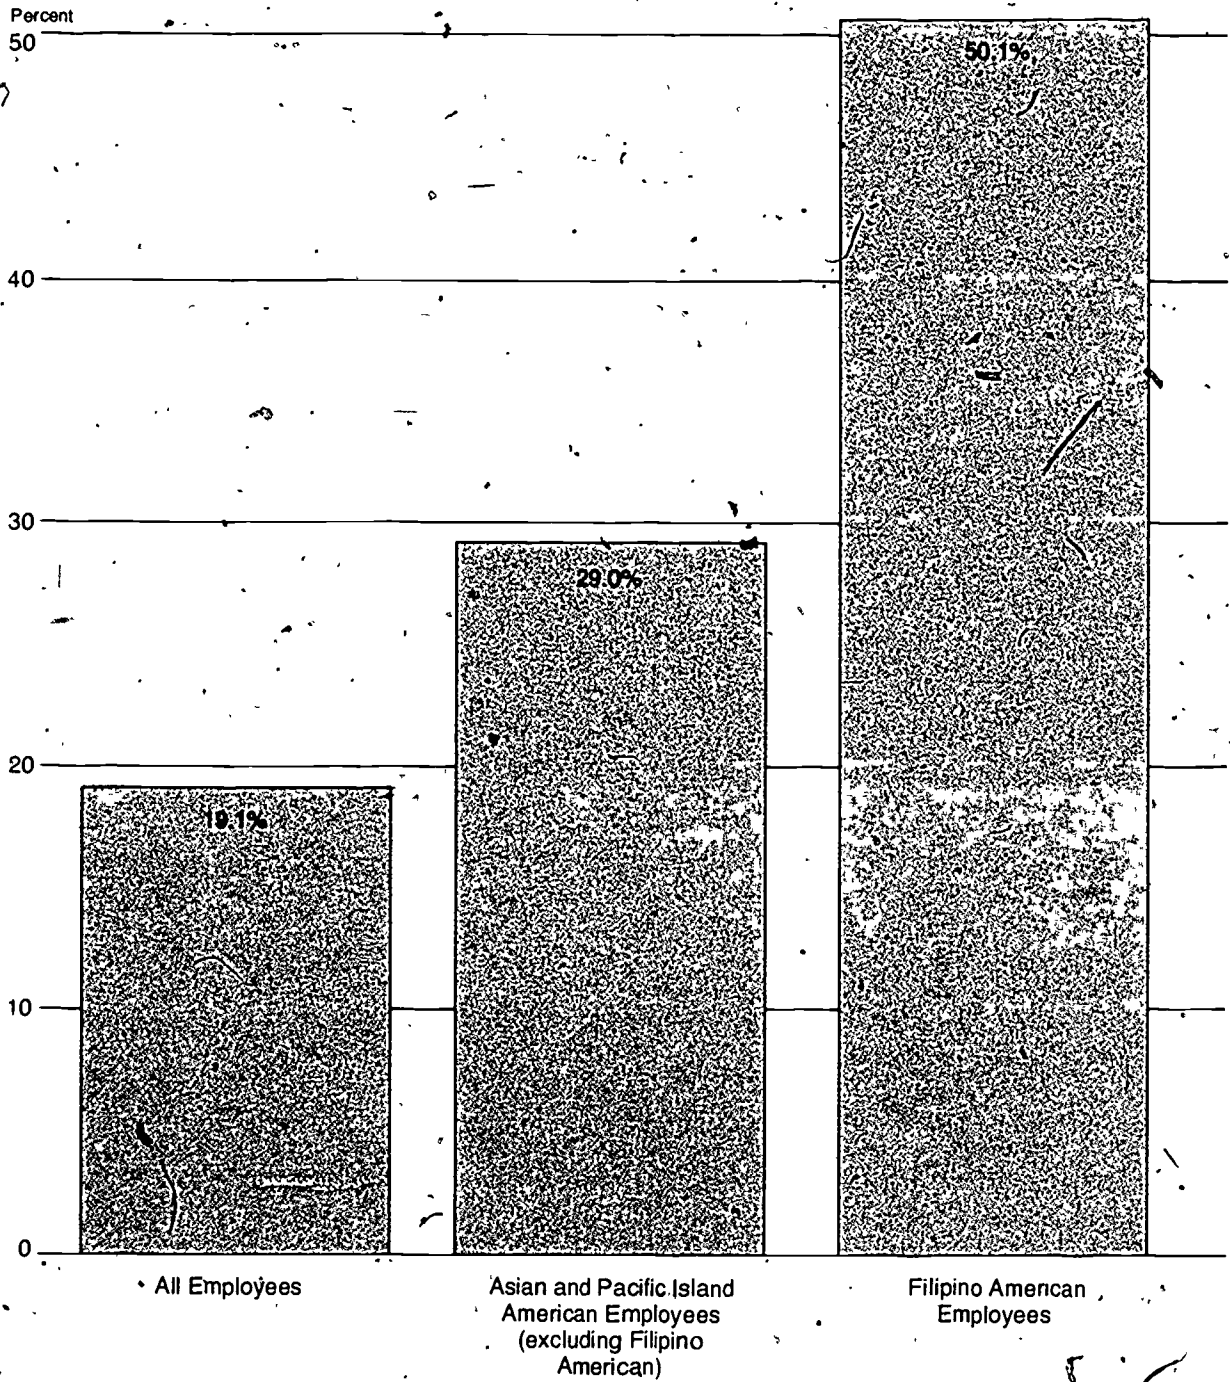 Percent
50
50.1%
40
30
29.0%
20
19.1%
10
0
All Employees
Asian and Pacific Island
American Employees
(excluding Filipino
American)
Filipino American
Employees